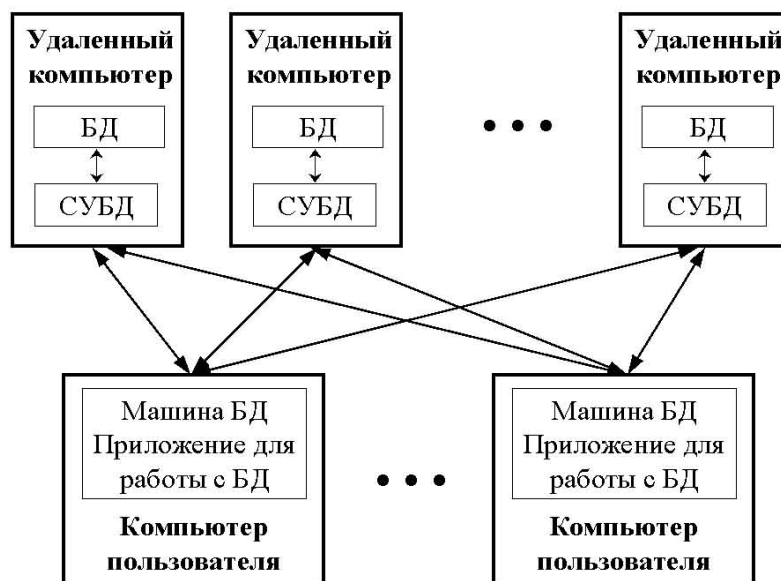 Удаленный
компьютер
БД
СУБД
Удаленный
компьютер
БД
СУБД
Удаленный
компьютер
БД
СУБД
Машина БД
Приложение для
работы с БД
Компьютер
пользователя
Машина БД
Приложение для
работы с БД
Компьютер
пользователя